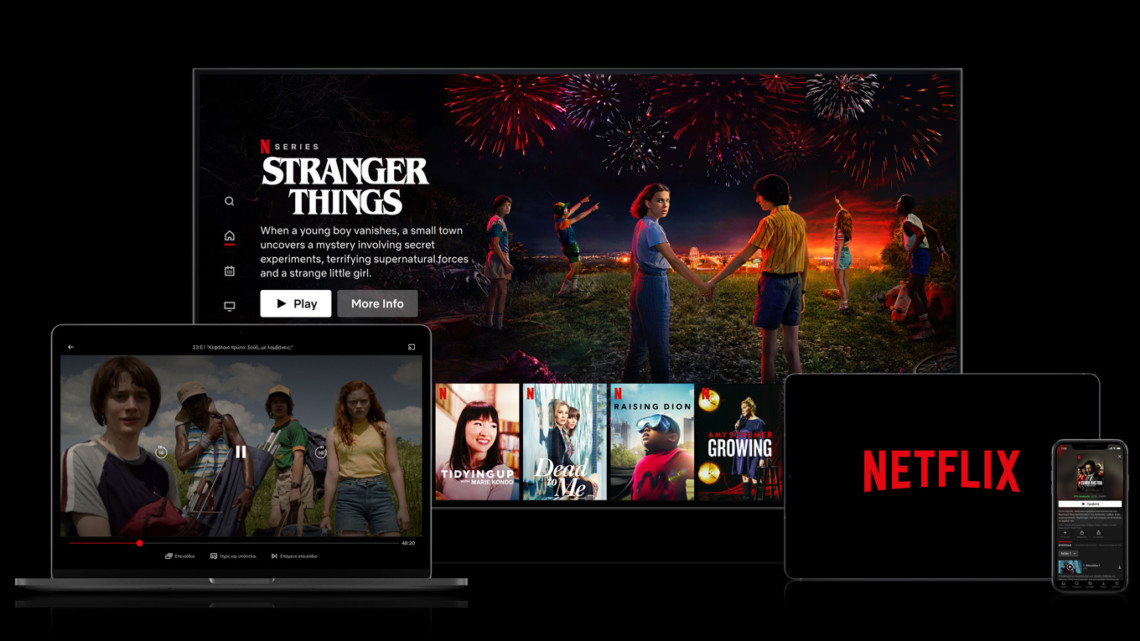 N SERIES
STRANGER
THINGS
When a young boy vanishes, a small town
uncovers a mystery involving secret
experiments, terrifying supernatural forces
and a strange little girl.
Play
More Info
Σ3:Ε1 "Κεφάλαιο πρώτο: Σούζι, με λαμβάνεις;"
10
10
48:20
Επεισόδια
Ήχος και υπότιτλοι
Επόμενο επεισόδιο
N
TIDYING UP
WITH MARIE KONDO
N
Dead
to Me
N
RAISING DION
N
AMY SCHUMER
GROWING
NETFLIX